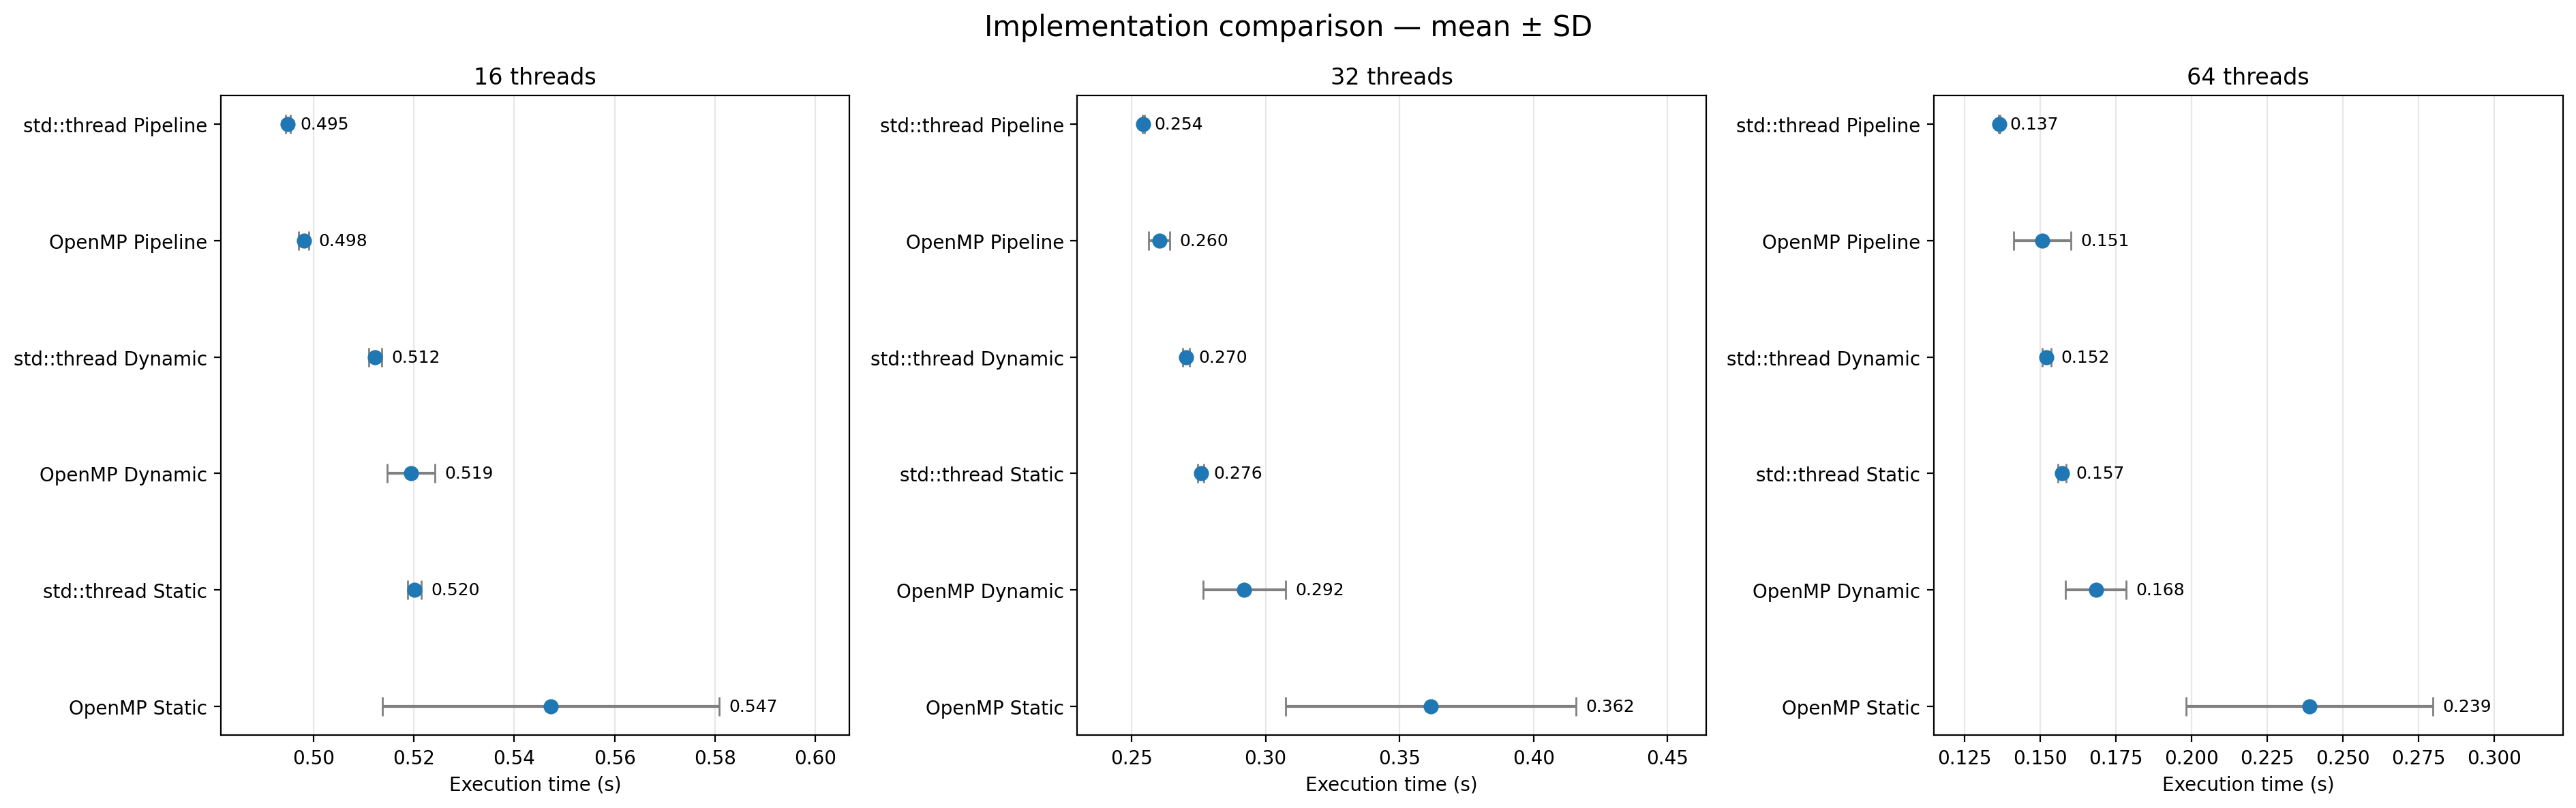 Implementation comparison — mean ± SD
16 threads
std::thread Pipeline
0.495
OpenMP Pipeline
0.498
std::thread Dynamic
0.512
OpenMP Dynamic
0.519
std::thread Static
0.520
OpenMP Static
0.547
0.50 0.52 0.54 0.56 0.58 0.60
Execution time (s)
32 threads
std::thread Pipeline
0.254
OpenMP Pipeline
0.260
std::thread Dynamic
0.270
std::thread Static
0.276
OpenMP Dynamic
0.292
OpenMP Static
0.362
0.25 0.30 0.35 0.40 0.45
Execution time (s)
64 threads
std::thread Pipeline
0.137
OpenMP Pipeline
0.151
std::thread Dynamic
0.152
std::thread Static
0.157
OpenMP Dynamic
0.168
OpenMP Static
0.239
0.125 0.150 0.175 0.200 0.225 0.250 0.275 0.300
Execution time (s)